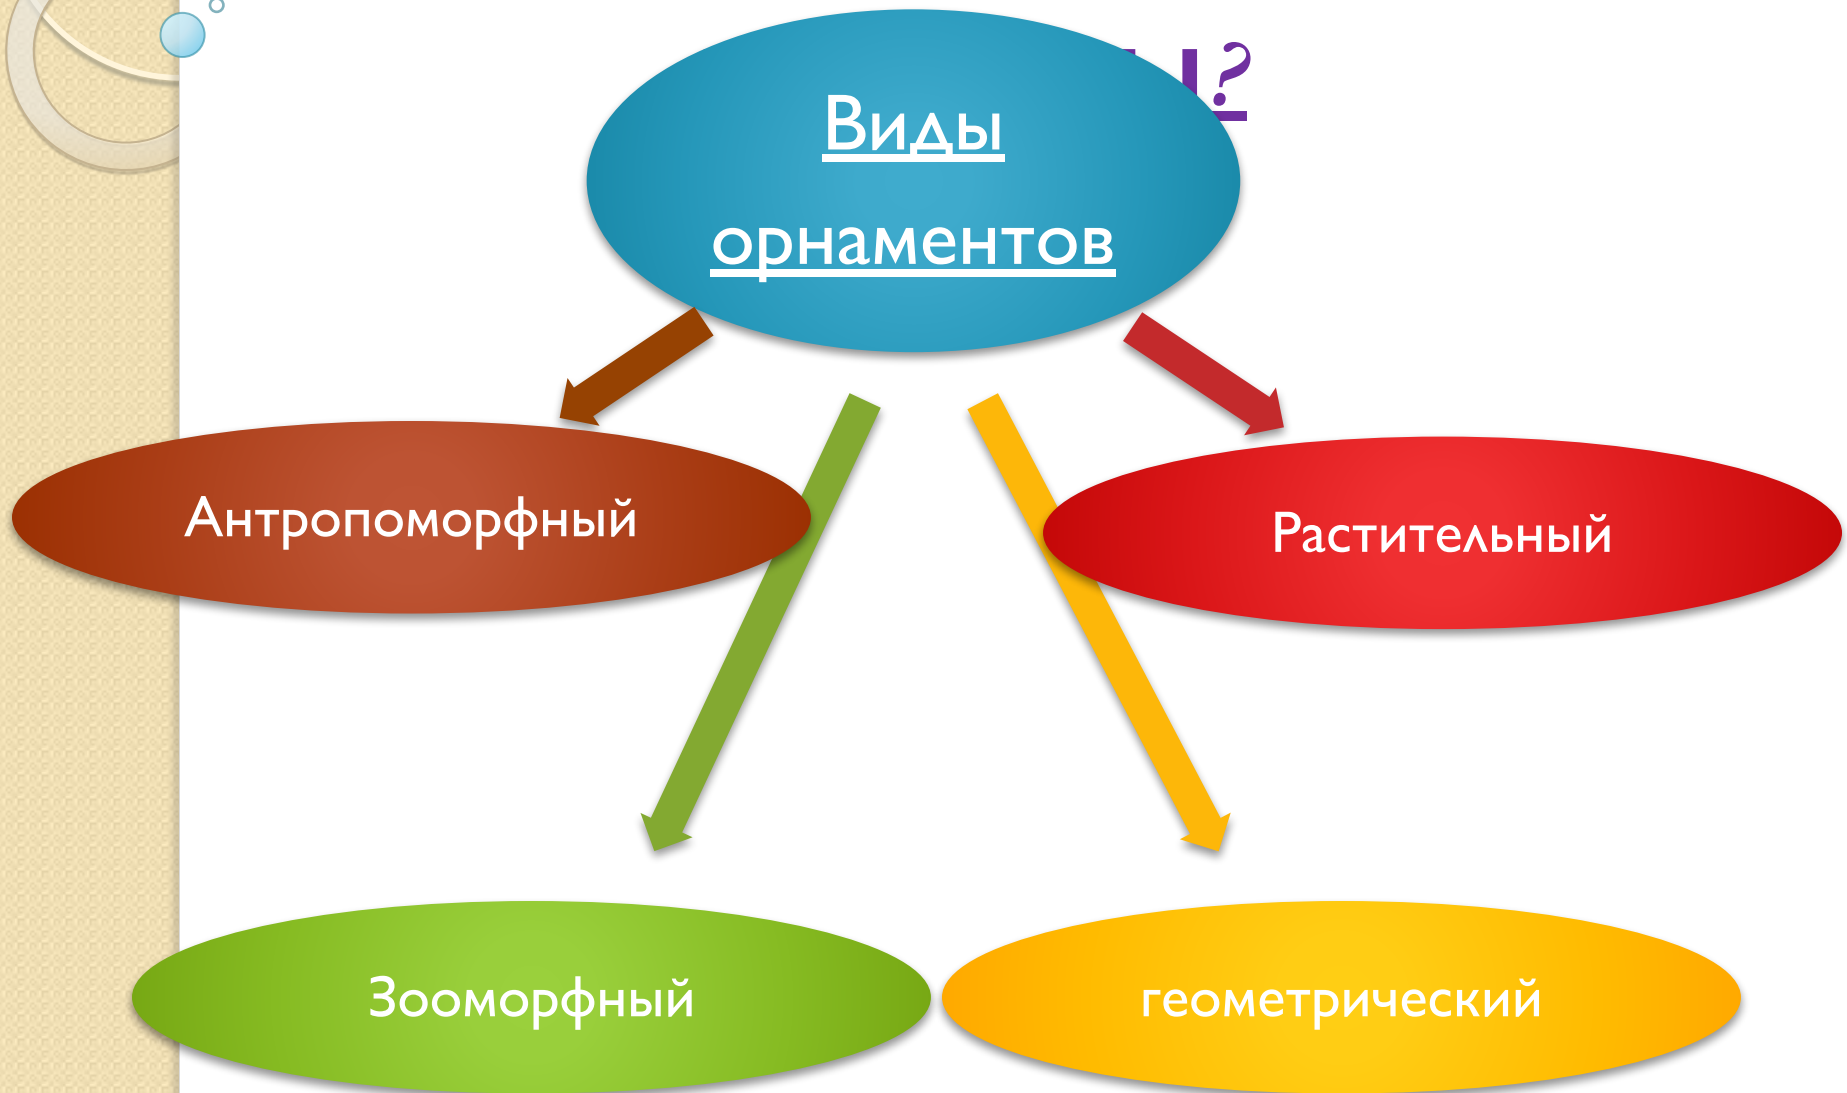 Виды
орнаментов
Антропоморфный
Растительный
Зооморфный
геометрический